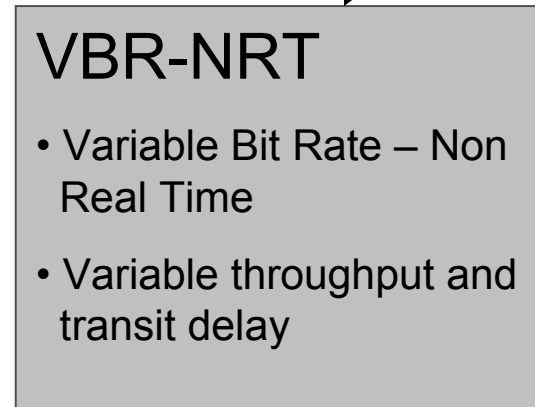 VBR-NRT
• Variable Bit Rate – Non
Real Time
• Variable throughput and
transit delay